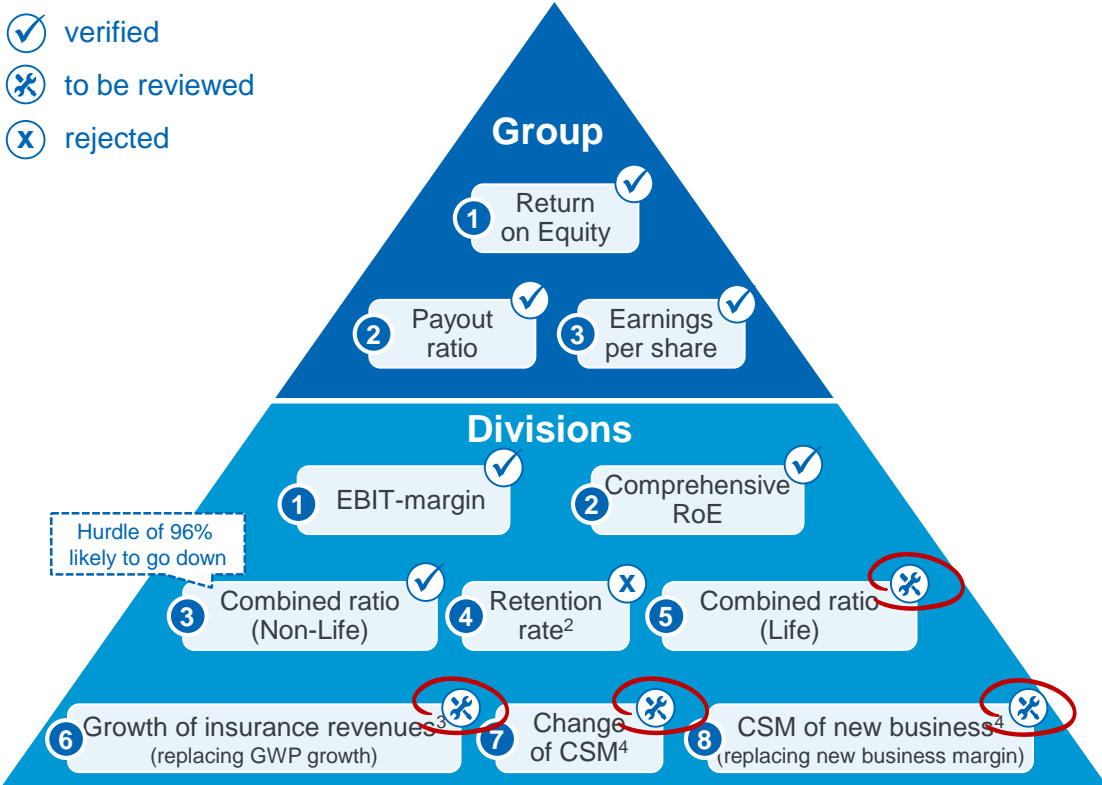 verified
to be reviewed
x rejected
Group
1 Return
on Equity
2 Payout
ratio
3 Earnings
per share
Divisions
1 EBIT-margin
2 Comprehensive
RoE
Hurdle of 96%
likely to go down
3 Combined ratio
(Non-Life)
4 Retention
rate²
x
5 Combined ratio
(Life)
6 Growth of insurance revenues³
(replacing GWP growth)
7 Change
of CSM⁴
8 CSM of new business⁴
(replacing new business margin)